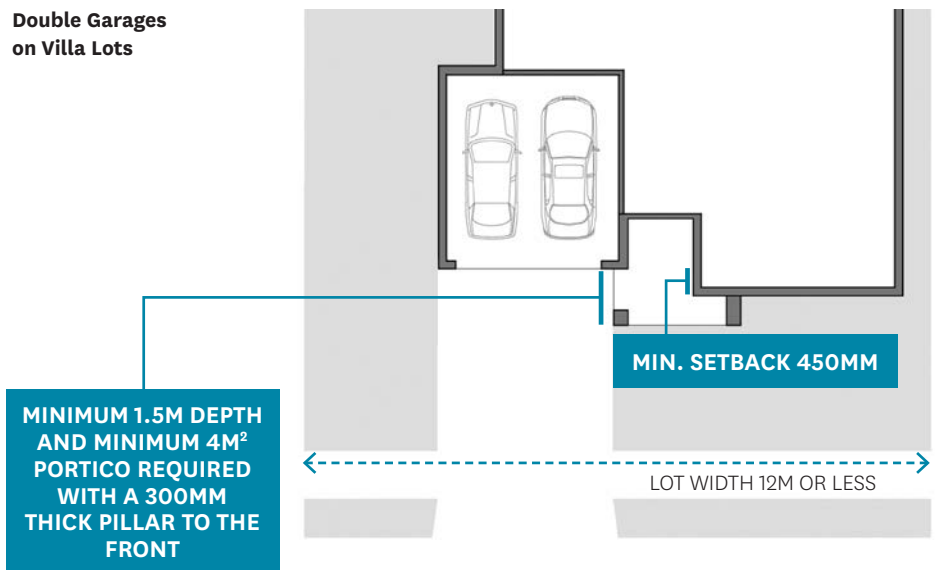 Double Garages
on Villa Lots
MIN. SETBACK 450MM
MINIMUM 1.5M DEPTH
AND MINIMUM 4M²
PORTICO REQUIRED
WITH A 300MM
THICK PILLAR TO THE
FRONT
LOT WIDTH 12M OR LESS